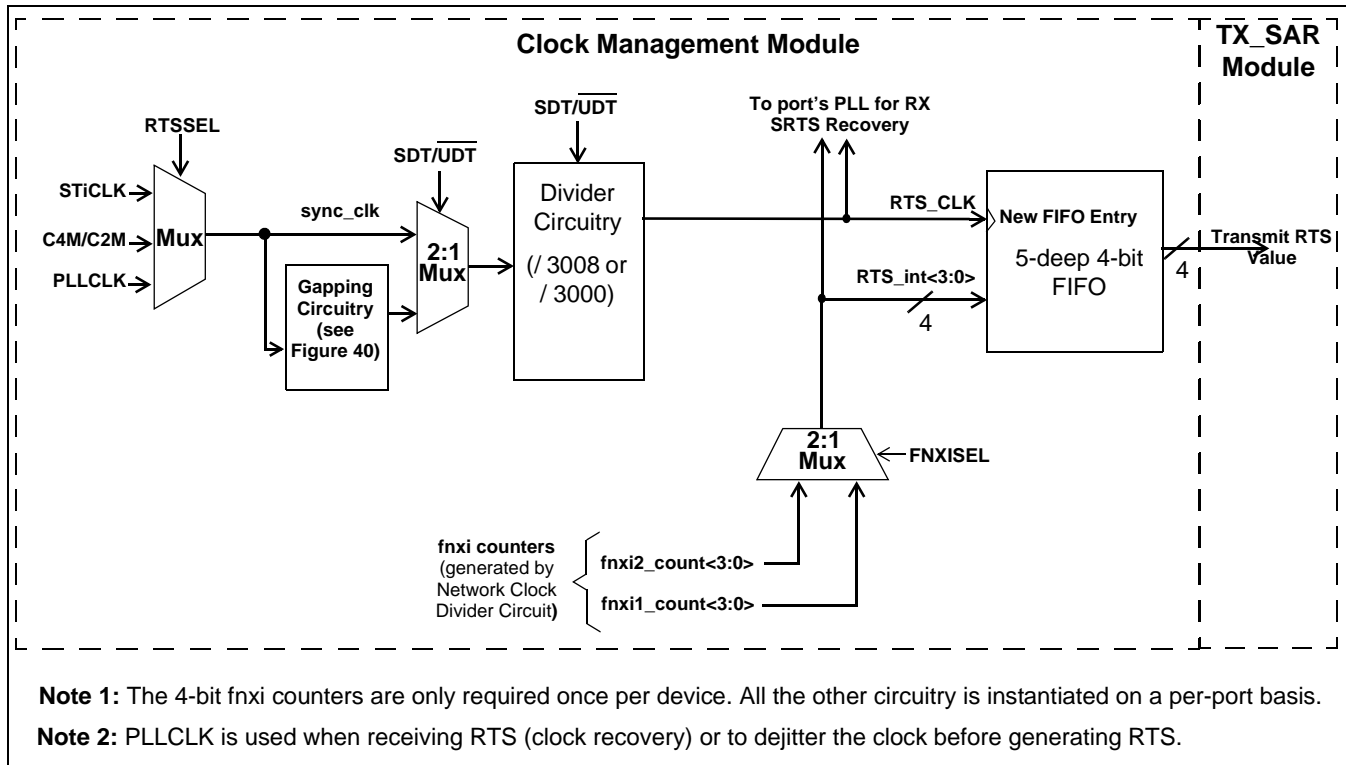 Clock Management Module
TX_SAR
Module
To port's PLL for RX
SRTS Recovery
RTSSEL
SDT/UDT
SDT/UDT
STiCLK
C4M/C2M
PLLCLK
Mux
sync_clk
Gapping
Circuitry
(see
Figure 40)
2:1
Mux
Divider
Circuitry
(/ 3008 or
/ 3000)
RTS_CLK
RTS_int<3:0>
4
New FIFO Entry
5-deep 4-bit
FIFO
4
Transmit RTS
Value
2:1
Mux
FNXISEL
fnxi counters
(generated by
Network Clock
Divider Circuit)
fnxi2_count<3:0>
fnxi1_count<3:0>
Note 1: The 4-bit fnxi counters are only required once per device. All the other circuitry is instantiated on a per-port basis.
Note 2: PLLCLK is used when receiving RTS (clock recovery) or to dejitter the clock before generating RTS.